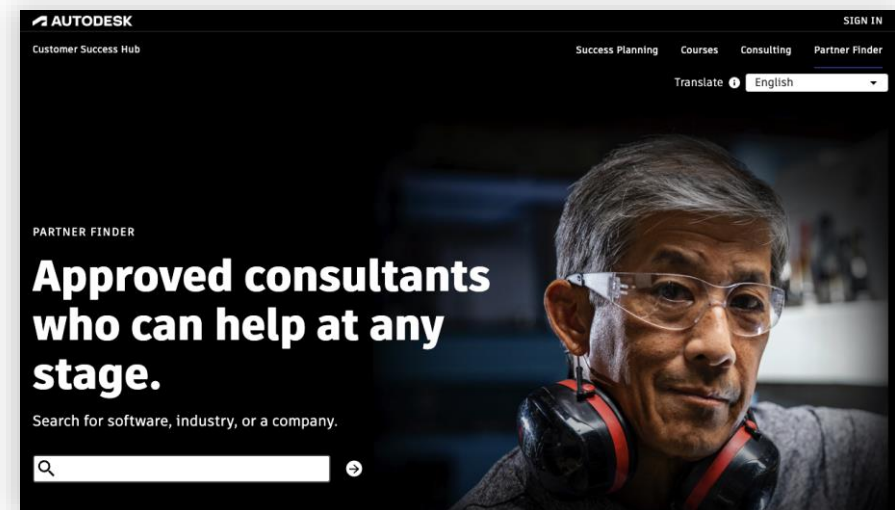 AUTODESK
SIGN IN
Customer Success Hub
Success Planning
Courses
Consulting
Partner Finder
Translate
English
PARTNER FINDER
Approved consultants
who can help at any
stage.
Search for software, industry, or a company.